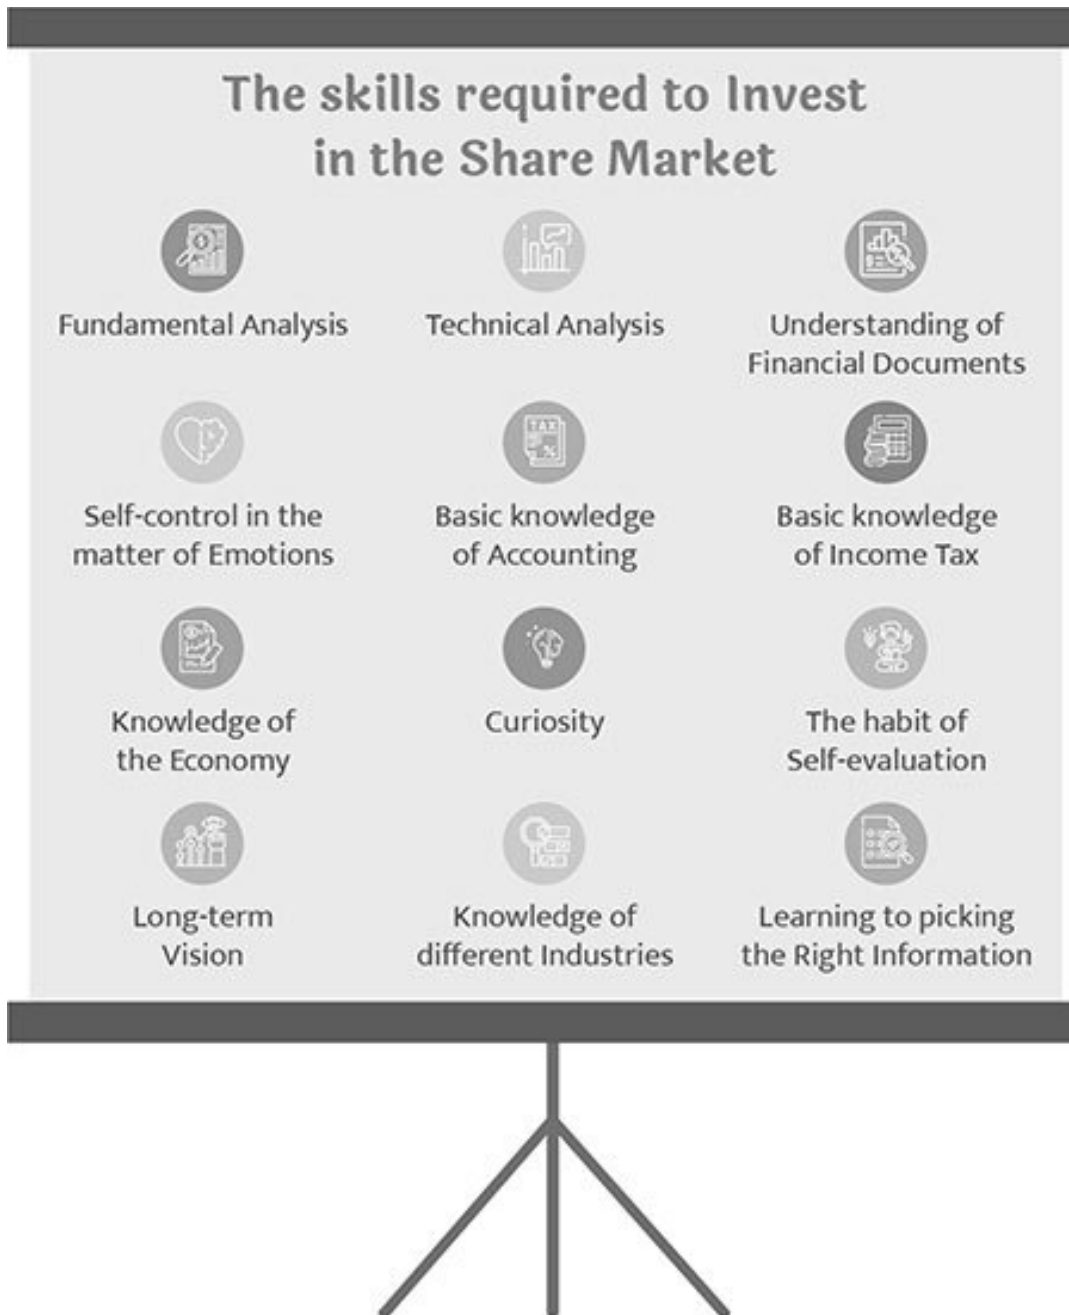 The skills required to Invest
in the Share Market
Fundamental Analysis
Technical Analysis
Understanding of
Financial Documents
Self-control in the
matter of Emotions
TAX
%
Basic knowledge
of Accounting
Basic knowledge
of Income Tax
Knowledge of
the Economy
Curiosity
The habit of
Self-evaluation
Long-term
Vision
Knowledge of
different Industries
Learning to picking
the Right Information